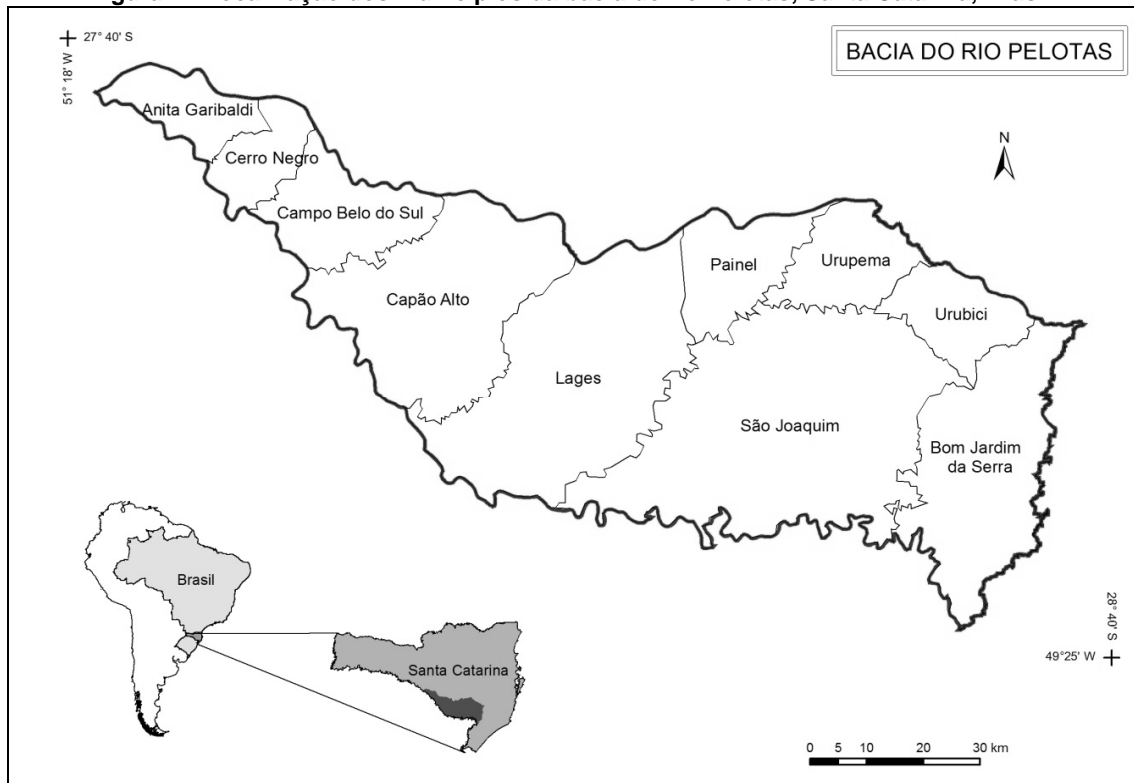 27° 40' S
51° 18' W
BACIA DO RIO PELOTAS
N
Anita Garibaldi
Cerro Negro
Campo Belo do Sul
Capão Alto
Painel
Urupema
Urubici
Lages
São Joaquim
Bom Jardim
da Serra
Brasil
Santa Catarina
28° 40' S
49°25' W
0 5 10 20 30 km